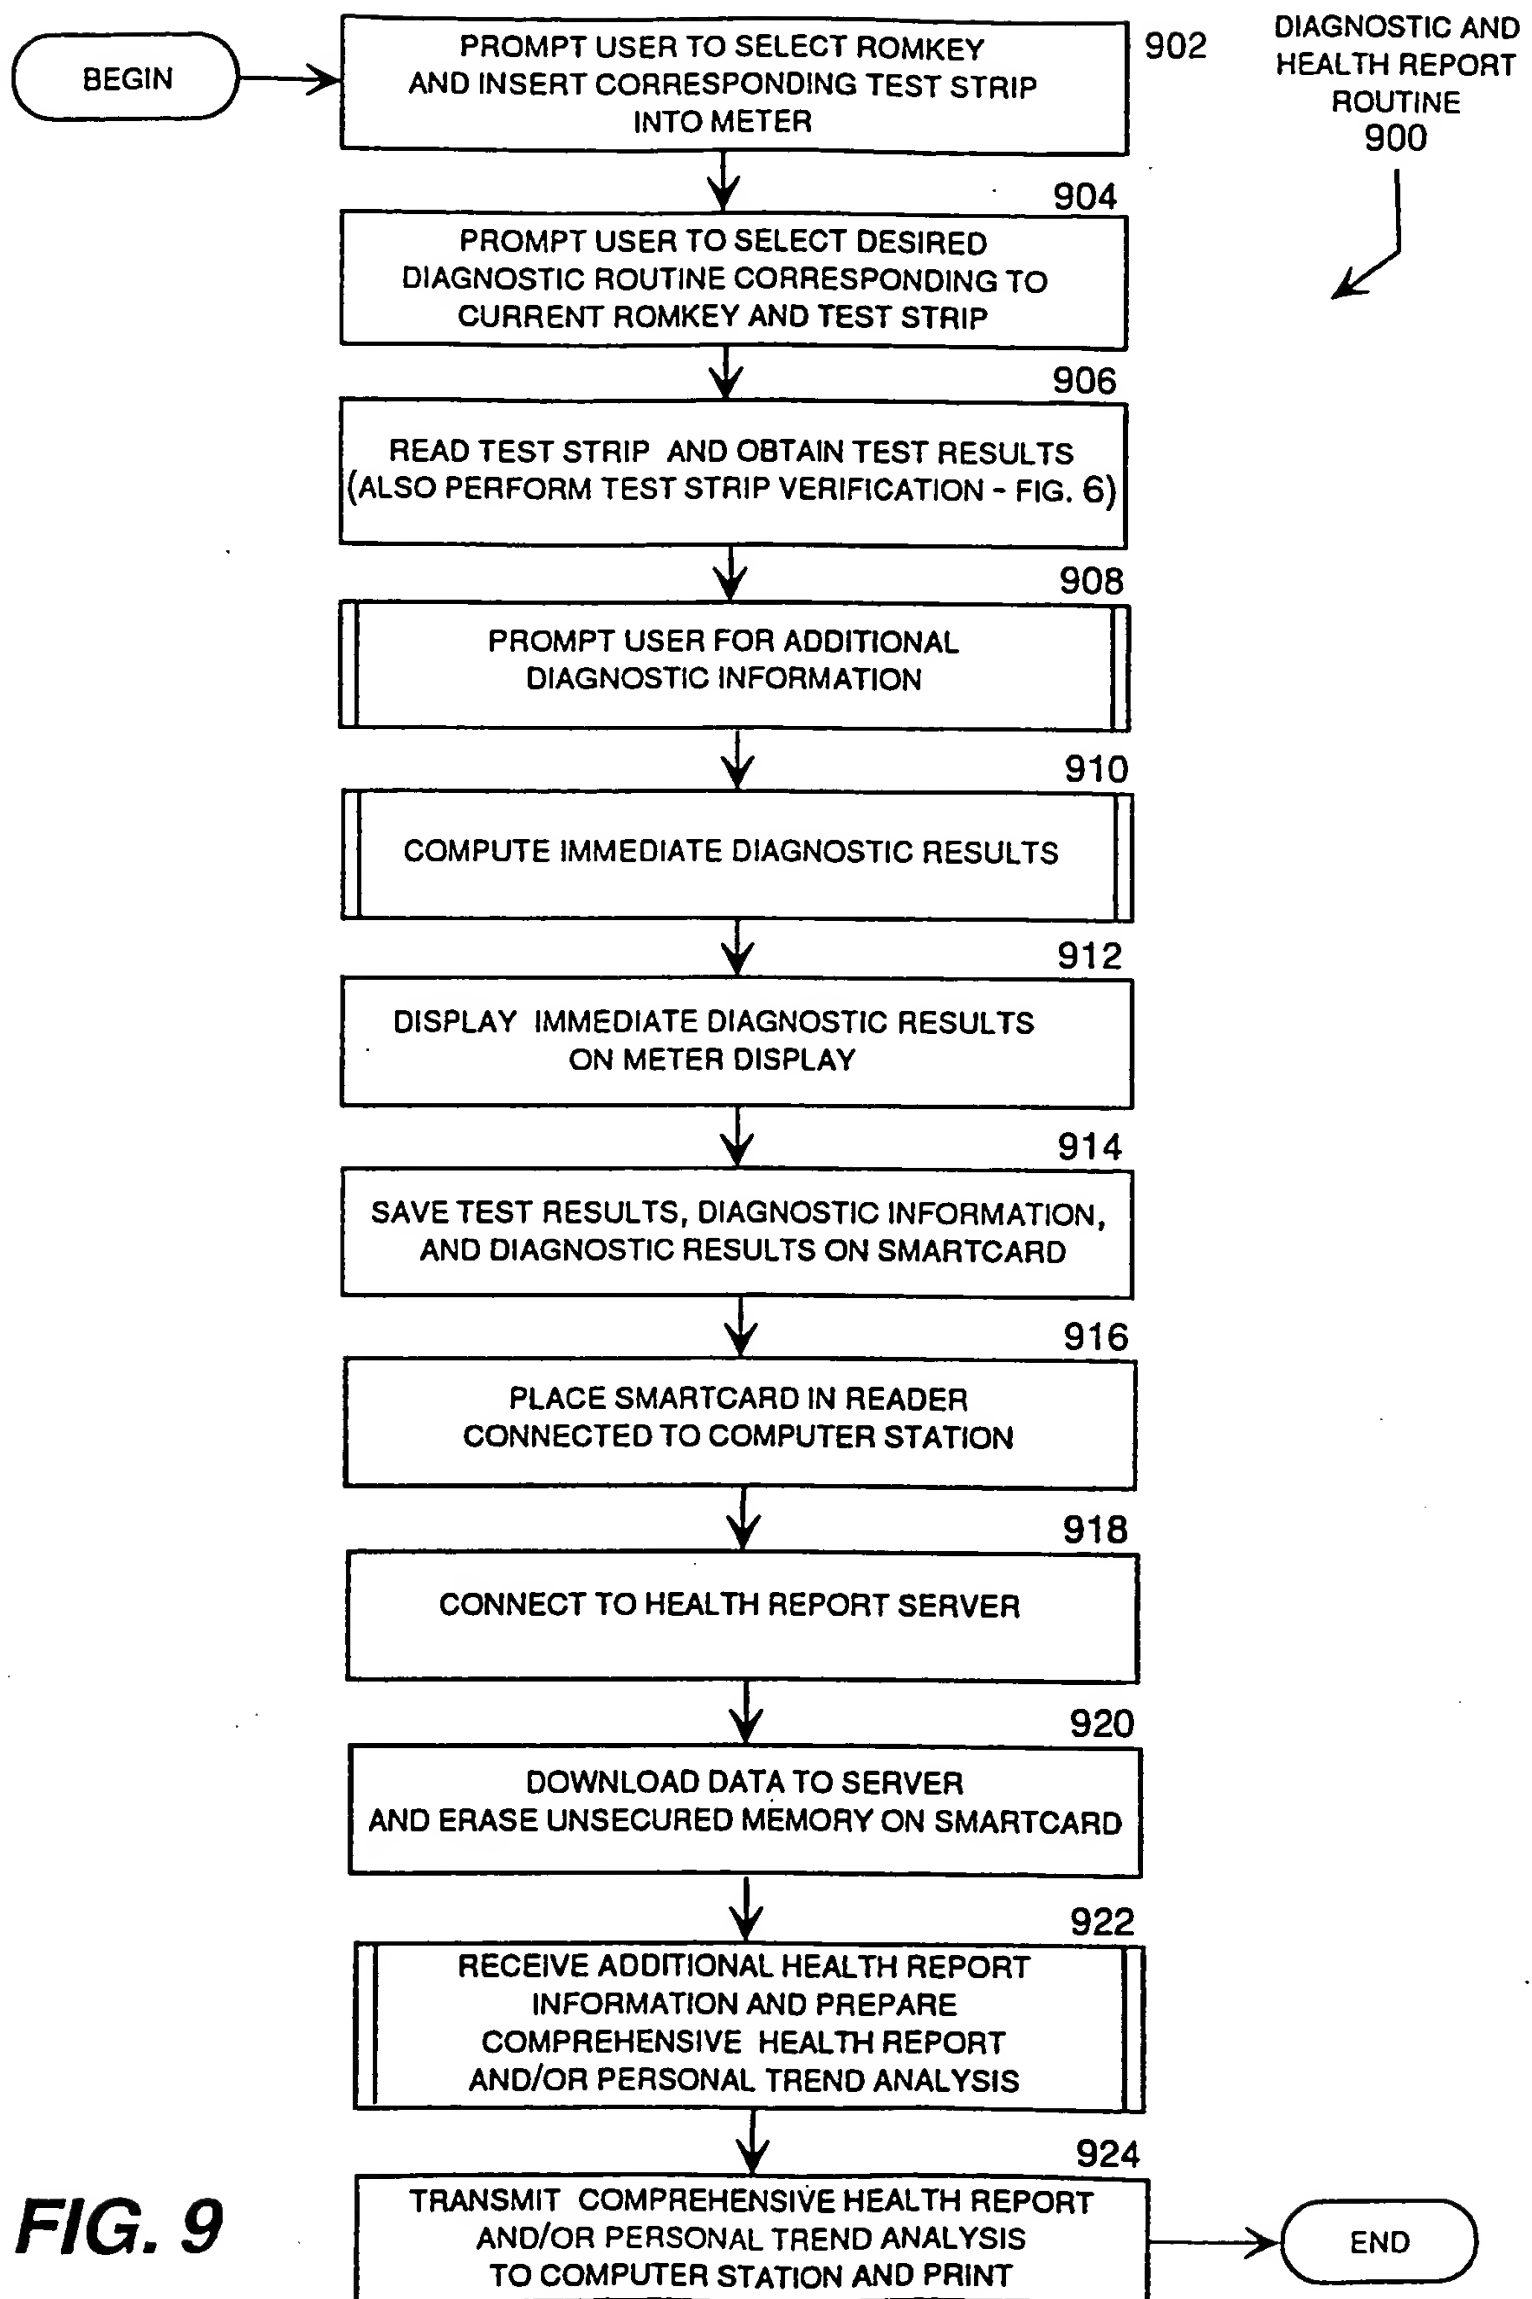 BEGIN
PROMPT USER TO SELECT ROMKEY
AND INSERT CORRESPONDING TEST STRIP
INTO METER
902
DIAGNOSTIC AND
HEALTH REPORT
ROUTINE
900
904
PROMPT USER TO SELECT DESIRED
DIAGNOSTIC ROUTINE CORRESPONDING TO
CURRENT ROMKEY AND TEST STRIP
906
READ TEST STRIP AND OBTAIN TEST RESULTS
(ALSO PERFORM TEST STRIP VERIFICATION - FIG. 6)
908
PROMPT USER FOR ADDITIONAL
DIAGNOSTIC INFORMATION
910
COMPUTE IMMEDIATE DIAGNOSTIC RESULTS
912
DISPLAY IMMEDIATE DIAGNOSTIC RESULTS
ON METER DISPLAY
914
SAVE TEST RESULTS, DIAGNOSTIC INFORMATION,
AND DIAGNOSTIC RESULTS ON SMARTCARD
916
PLACE SMARTCARD IN READER
CONNECTED TO COMPUTER STATION
918
CONNECT TO HEALTH REPORT SERVER
920
DOWNLOAD DATA TO SERVER
AND ERASE UNSECURED MEMORY ON SMARTCARD
922
RECEIVE ADDITIONAL HEALTH REPORT
INFORMATION AND PREPARE
COMPREHENSIVE HEALTH REPORT
AND/OR PERSONAL TREND ANALYSIS
924
TRANSMIT COMPREHENSIVE HEALTH REPORT
AND/OR PERSONAL TREND ANALYSIS
TO COMPUTER STATION AND PRINT
END
FIG. 9